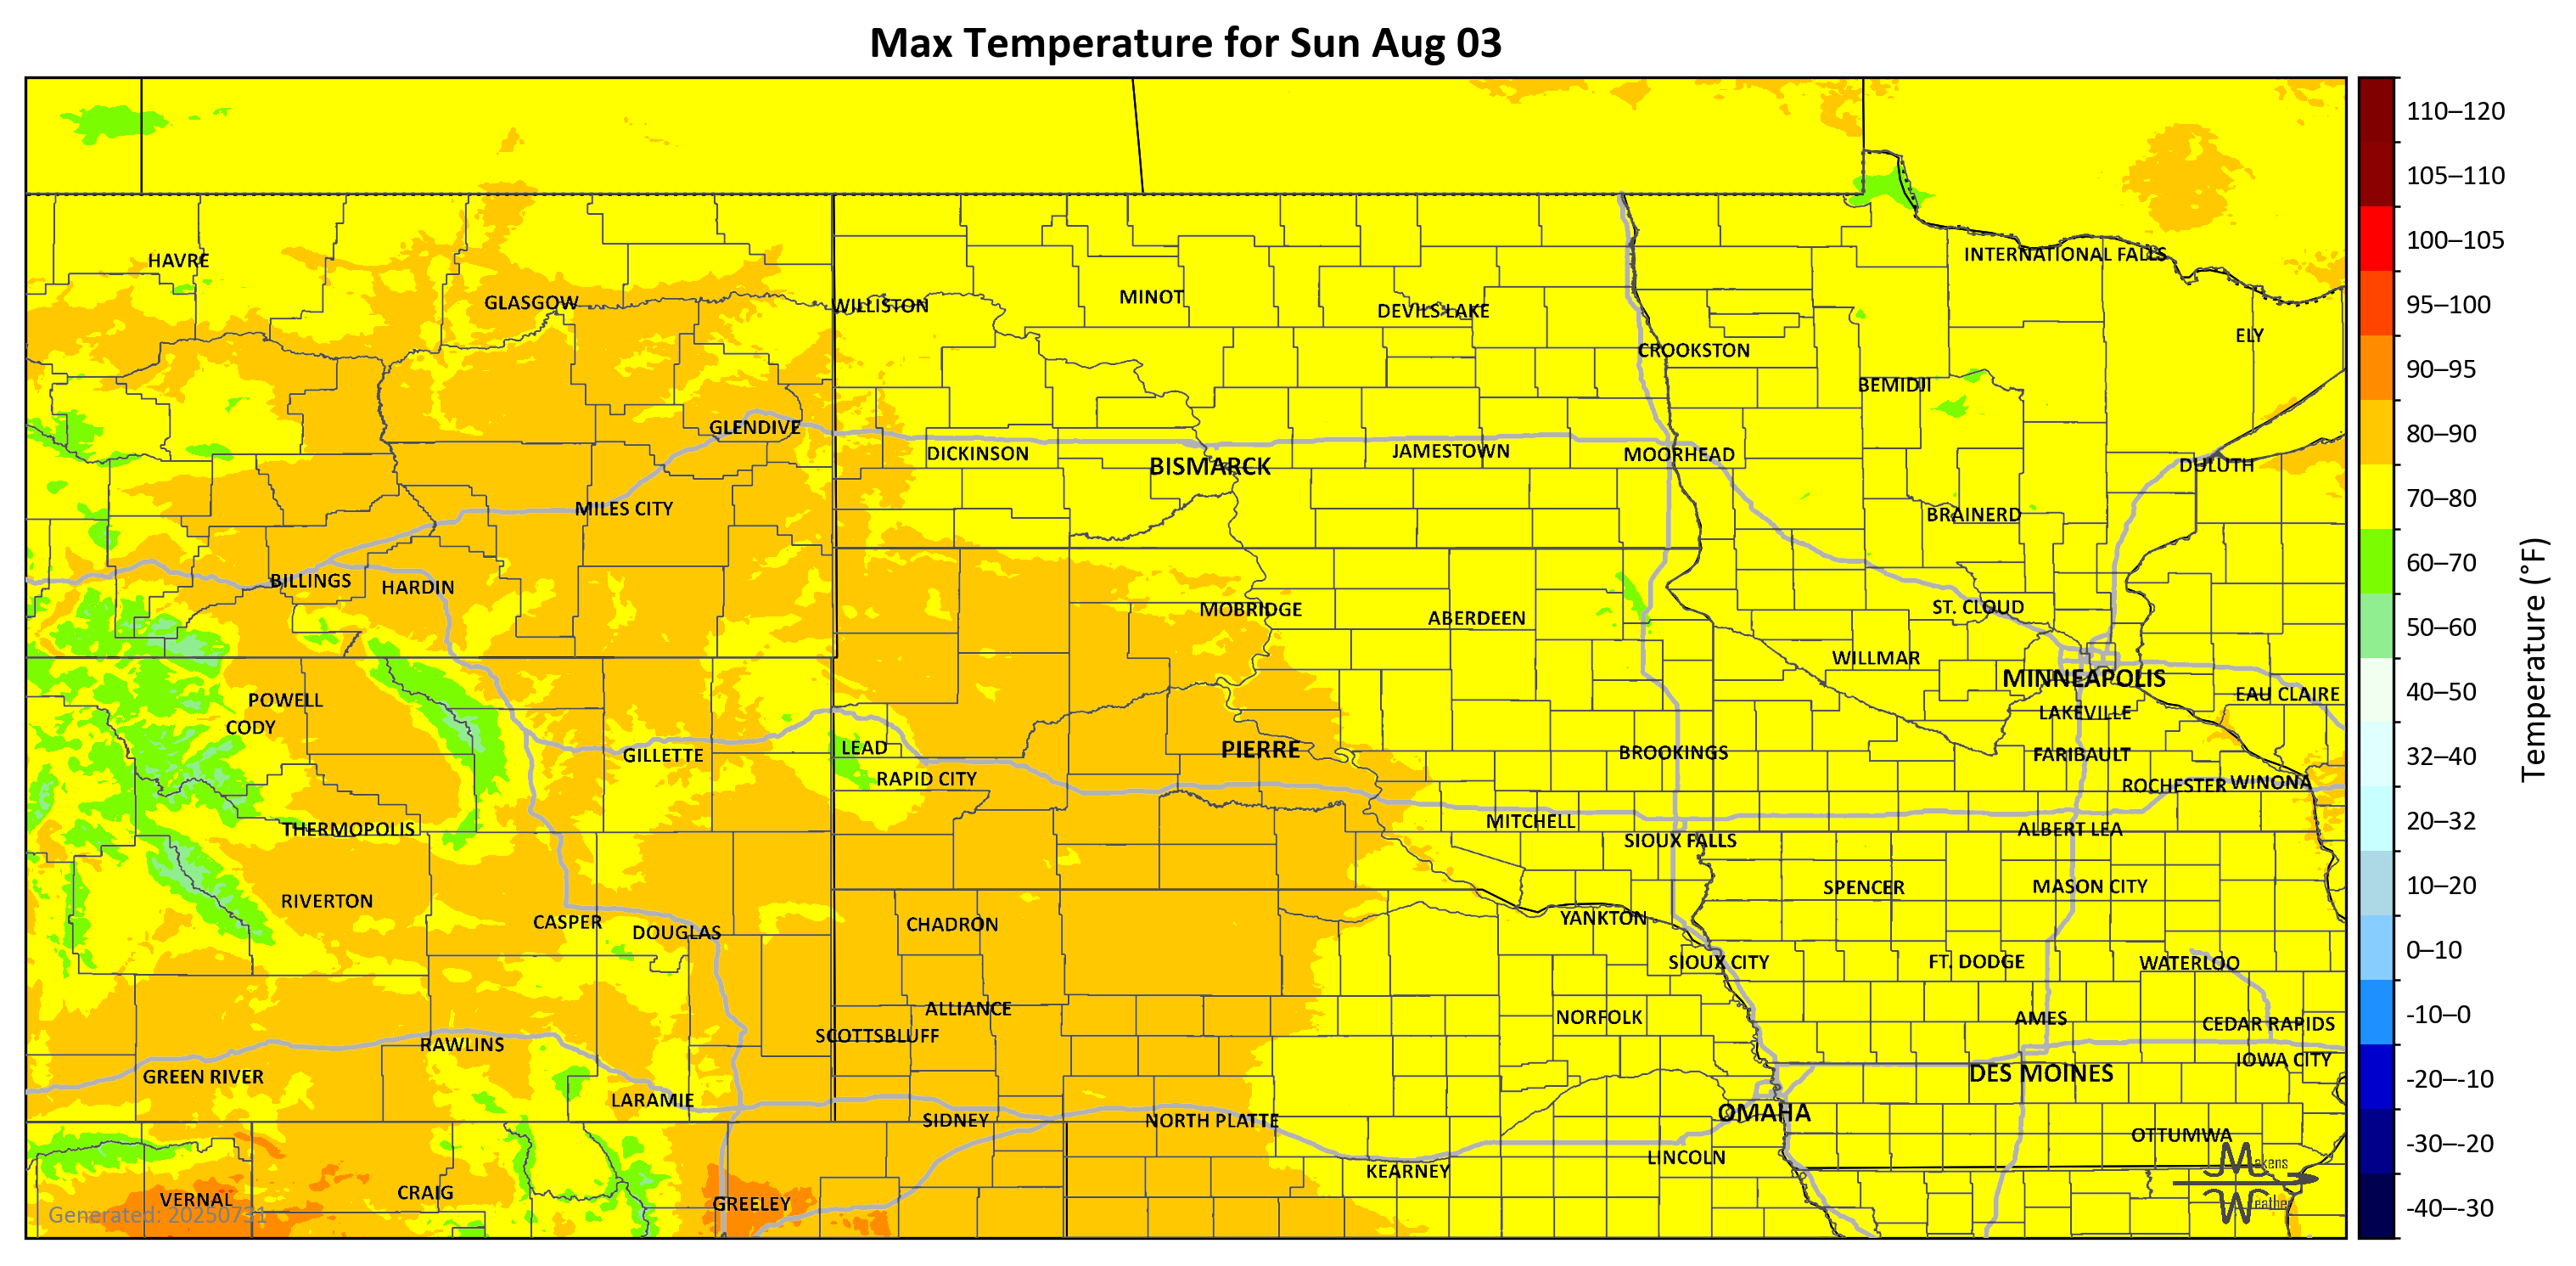 Max Temperature for Sun Aug 03
110–120
105–110
100–105
95–100
90–95
80–90
70–80
60–70
50–60
40–50
32–40
20–32
10–20
0–10
-10–0
-20–-10
-30–-20
-40–-30
Temperature (°F)
HAVRE
INTERNATIONAL FALLS
GLASGOW
WILLISTON
MINOT
DEVILS LAKE
ELY
CROOKSTON
BEMIDJI
GLENDIVE
DICKINSON
BISMARCK
JAMESTOWN
MOORHEAD
DULUTH
MILES CITY
BRAINERD
BILLINGS
HARDIN
MOBRIDGE
ABERDEEN
ST. CLOUD
WILLMAR
MINNEAPOLIS
EAU CLAIRE
POWELL
CODY
LAKEVILLE
GILLETTE
LEAD
PIERRE
BROOKINGS
FARIBAULT
RAPID CITY
ROCHESTER
WINONA
THERMOPOLIS
MITCHELL
SIOUX FALLS
ALBERT LEA
RIVERTON
SPENCER
MASON CITY
CASPER
DOUGLAS
CHADRON
YANKTON
SIOUX CITY
FT. DODGE
WATERLOO
ALLIANCE
NORFOLK
AMES
CEDAR RAPIDS
SCOTTSBLUFF
RAWLINS
IOWA CITY
GREEN RIVER
DES MOINES
LARAMIE
SIDNEY
NORTH PLATTE
OMAHA
OTTUMWA
LINCOLN
KEARNEY
VERNAL
CRAIG
GREELEY
Generated: 20250731
Makens
Weather